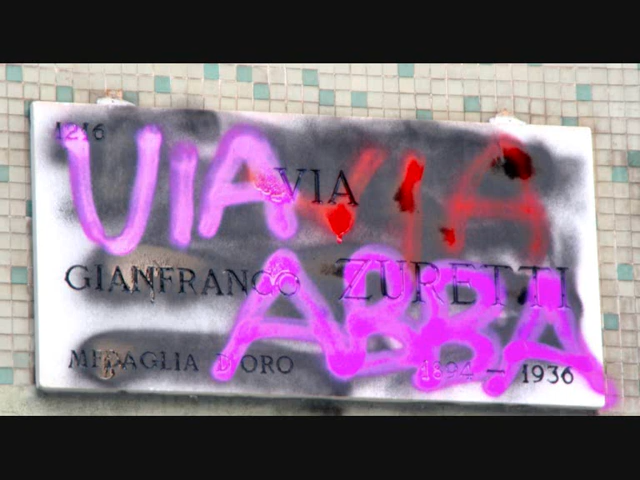 1216
VIA
GIANFRANCO ZURETTI
MEDAGLIA D'ORO 1894 - 1936
VIA VIA
ABBA